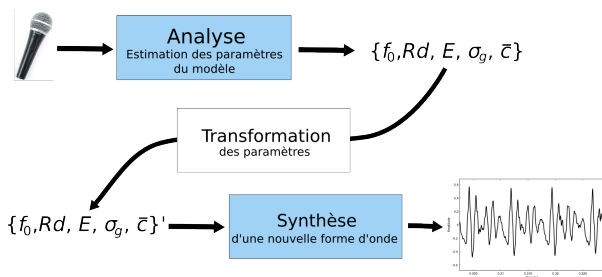 Analyse
Estimation des paramètres
du modèle
{f₀,Rd, E, σg, c̄}
Transformation
des paramètres
{f₀,Rd, E, σg, c̄}'
Synthèse
d'une nouvelle forme d'onde